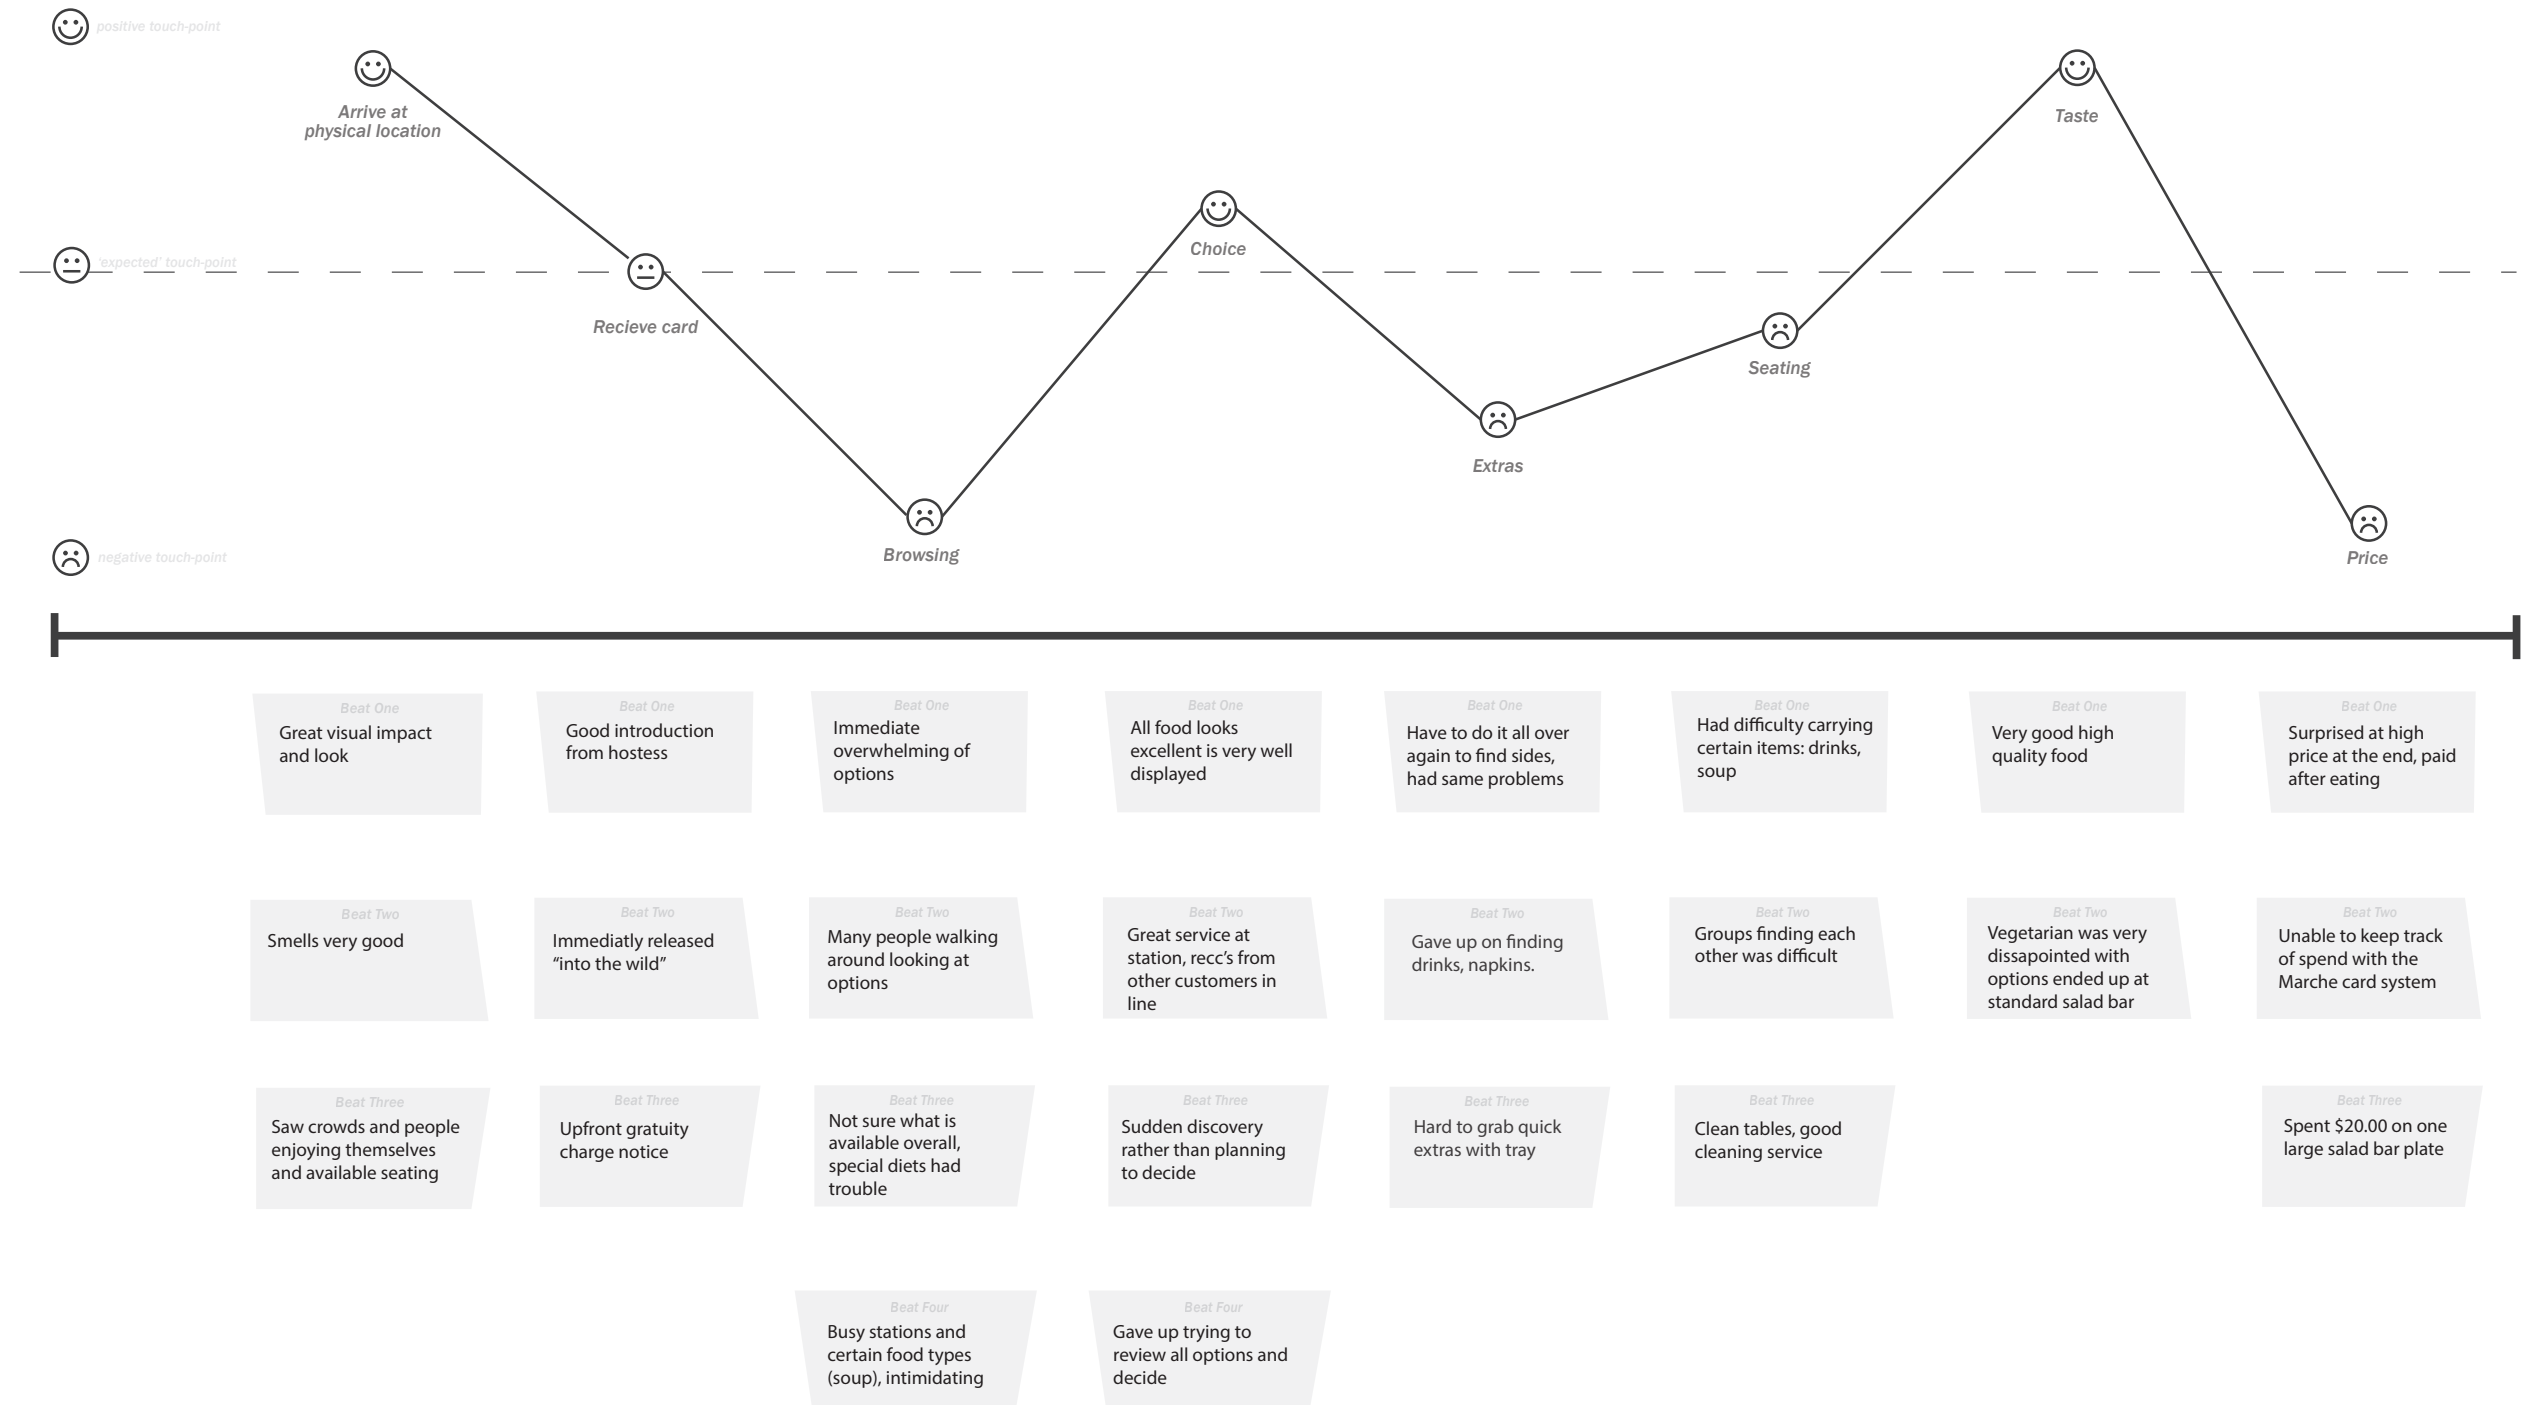 positive touch-point
Arrive at
physical location
Taste
Choice
'expected' touch-point
Recieve card
Seating
Extras
Browsing
negative touch-point
Price
Beat One
Great visual impact
and look
Beat One
Good introduction
from hostess
Beat One
Immediate
overwhelming of
options
Beat One
All food looks
excellent is very well
displayed
Beat One
Have to do it all over
again to find sides,
had same problems
Beat One
Had difficulty carrying
certain items: drinks,
soup
Beat One
Very good high
quality food
Beat One
Surprised at high
price at the end, paid
after eating
Beat Two
Smells very good
Beat Two
Immediatly released
“into the wild”
Beat Two
Many people walking
around looking at
options
Beat Two
Great service at
station, recc’s from
other customers in
line
Beat Two
Gave up on finding
drinks, napkins.
Beat Two
Groups finding each
other was difficult
Beat Two
Vegetarian was very
dissapointed with
options ended up at
standard salad bar
Beat Two
Unable to keep track
of spend with the
Marche card system
Beat Three
Saw crowds and people
enjoying themselves
and available seating
Beat Three
Upfront gratuity
charge notice
Beat Three
Not sure what is
available overall,
special diets had
trouble
Beat Three
Sudden discovery
rather than planning
to decide
Beat Three
Hard to grab quick
extras with tray
Beat Three
Clean tables, good
cleaning service
Beat Three
Spent $20.00 on one
large salad bar plate
Beat Four
Busy stations and
certain food types
(soup), intimidating
Beat Four
Gave up trying to
review all options and
decide